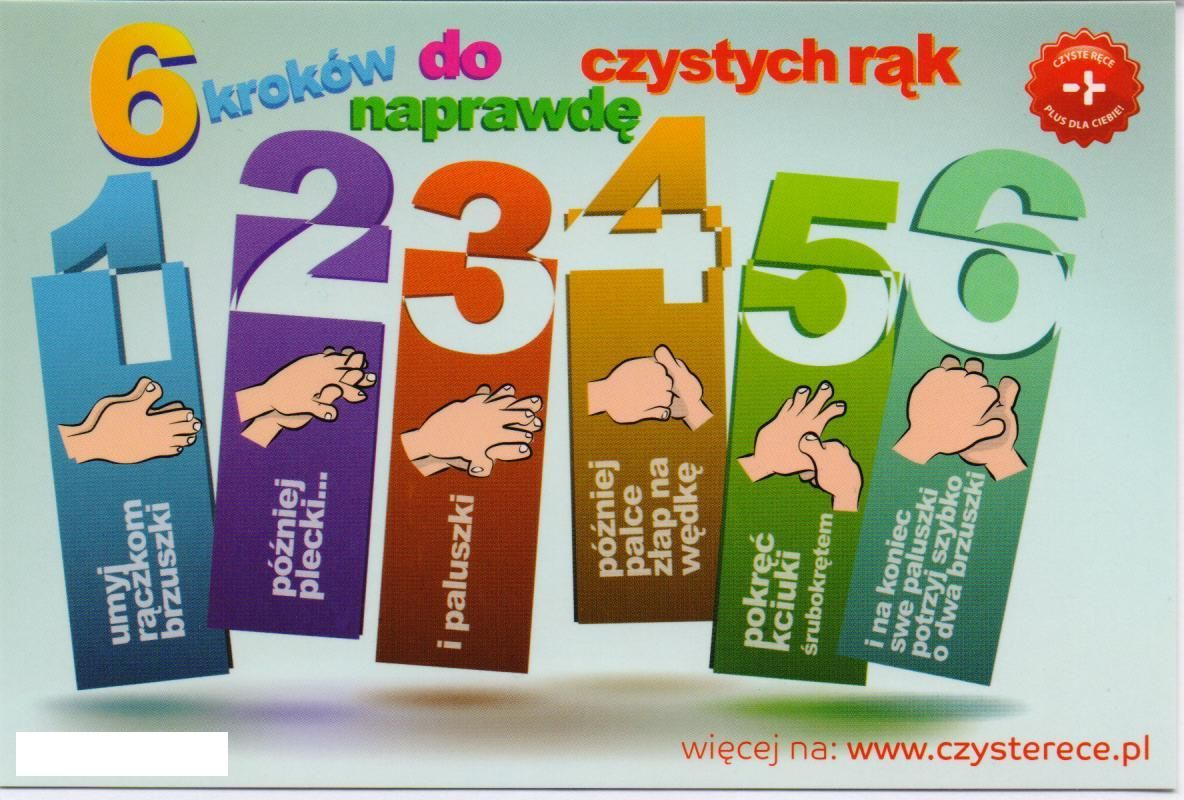 6 kroków do
naprawdę
czystych rąk
CZYSTE RĘCE
PLUS DLA CIEBIE!
1
umyj
rączkom
brzuszki
2
później
plecki...
3
i paluszki
4
później
palce
złap na
wędkę
5
pokręć
kciuki
śrubokrętem
6
i na koniec
swe paluszki
potrzyj szybko
o dwa brzuszki
więcej na: www.czysterece.pl